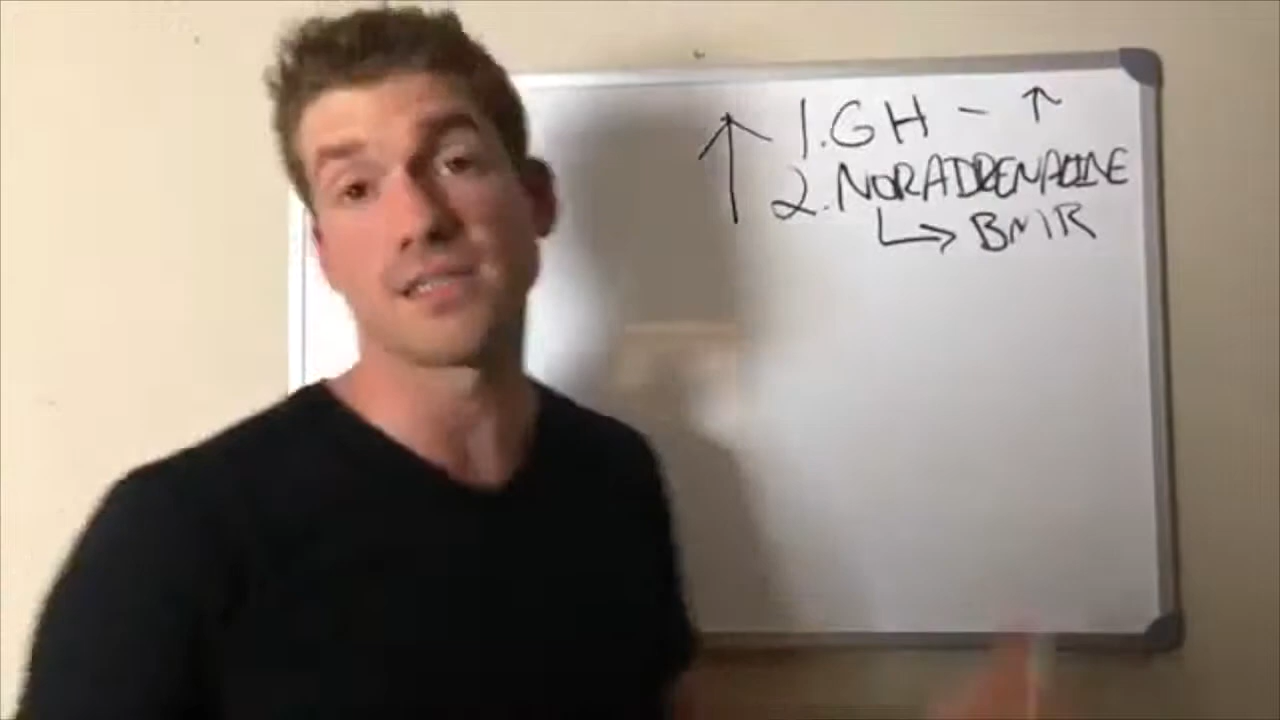 ↑ 1. GH - ↑
2. NORADRENALINE
↳ BMR